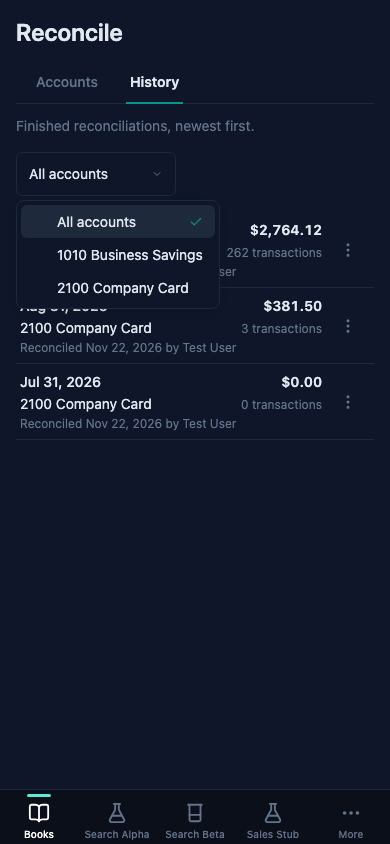 Reconcile
Accounts History
Finished reconciliations, newest first.
All accounts
All accounts
1010 Business Savings
2100 Company Card
$2,764.12
262 transactions
$381.50
2100 Company Card 3 transactions
Reconciled Nov 22, 2026 by Test User
Jul 31, 2026 $0.00
2100 Company Card 0 transactions
Reconciled Nov 22, 2026 by Test User
Books Search Alpha Search Beta Sales Stub More